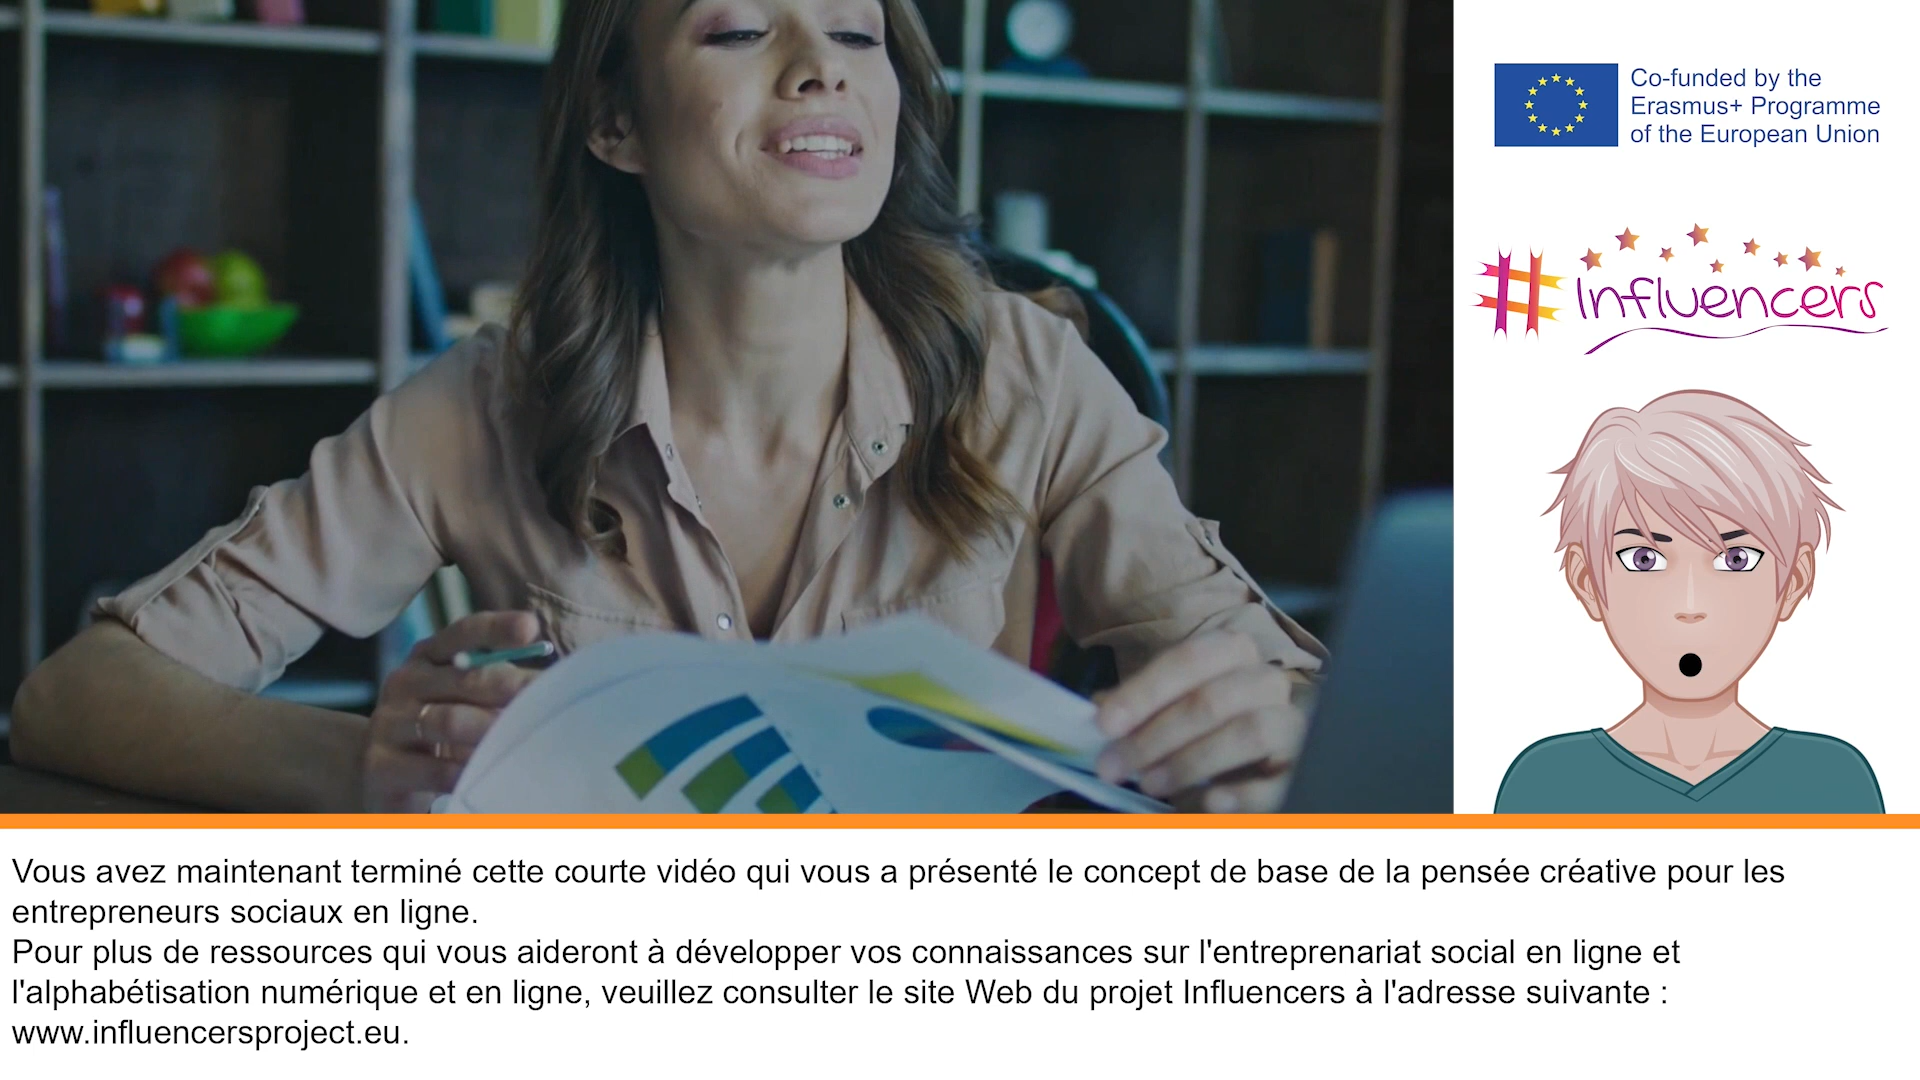 Co-funded by the
Erasmus+ Programme
of the European Union
#Influencers
Vous avez maintenant terminé cette courte vidéo qui vous a présenté le concept de base de la pensée créative pour les
entrepreneurs sociaux en ligne.
Pour plus de ressources qui vous aideront à développer vos connaissances sur l'entreprenariat social en ligne et
l'alphabétisation numérique et en ligne, veuillez consulter le site Web du projet Influencers à l'adresse suivante :
www.influencersproject.eu.